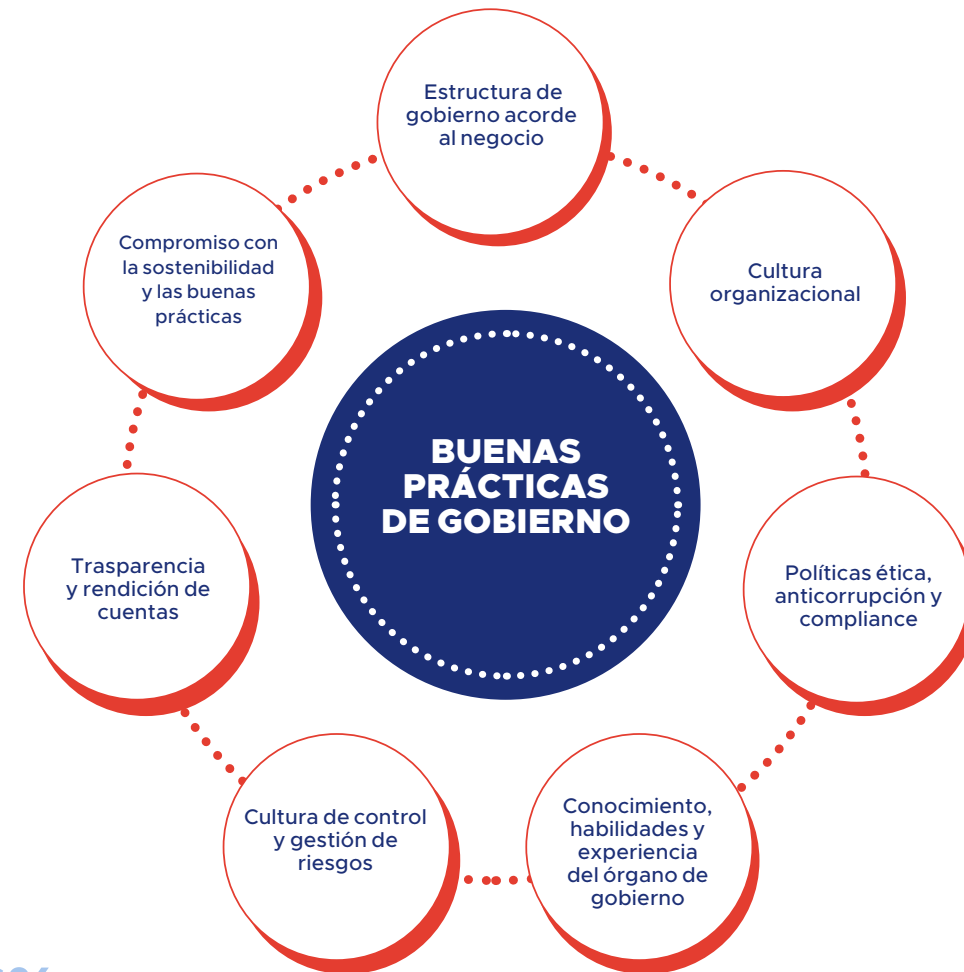 Estructura de
gobierno acorde
al negocio
Cultura
organizacional
Políticas ética,
anticorrupción y
compliance
Conocimiento,
habilidades y
experiencia
del órgano de
gobierno
Cultura de control
y gestión de
riesgos
Trasparencia
y rendición de
cuentas
Compromiso con
la sostenibilidad
y las buenas
prácticas
BUENAS
PRÁCTICAS
DE GOBIERNO